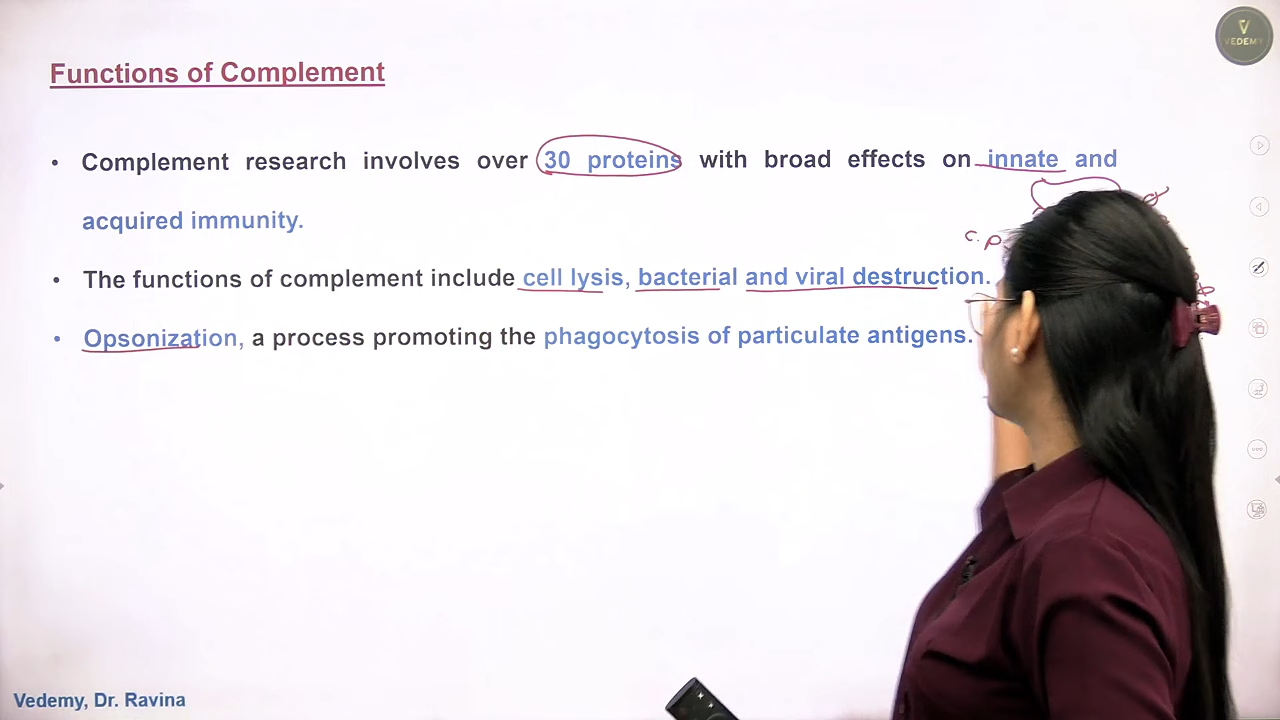 VEDEMY
Functions of Complement
• Complement research involves over 30 proteins with broad effects on innate and
acquired immunity.
C. P
• The functions of complement include cell lysis, bacterial and viral destruction.
• Opsonization, a process promoting the phagocytosis of particulate antigens.
Vedemy, Dr. Ravina